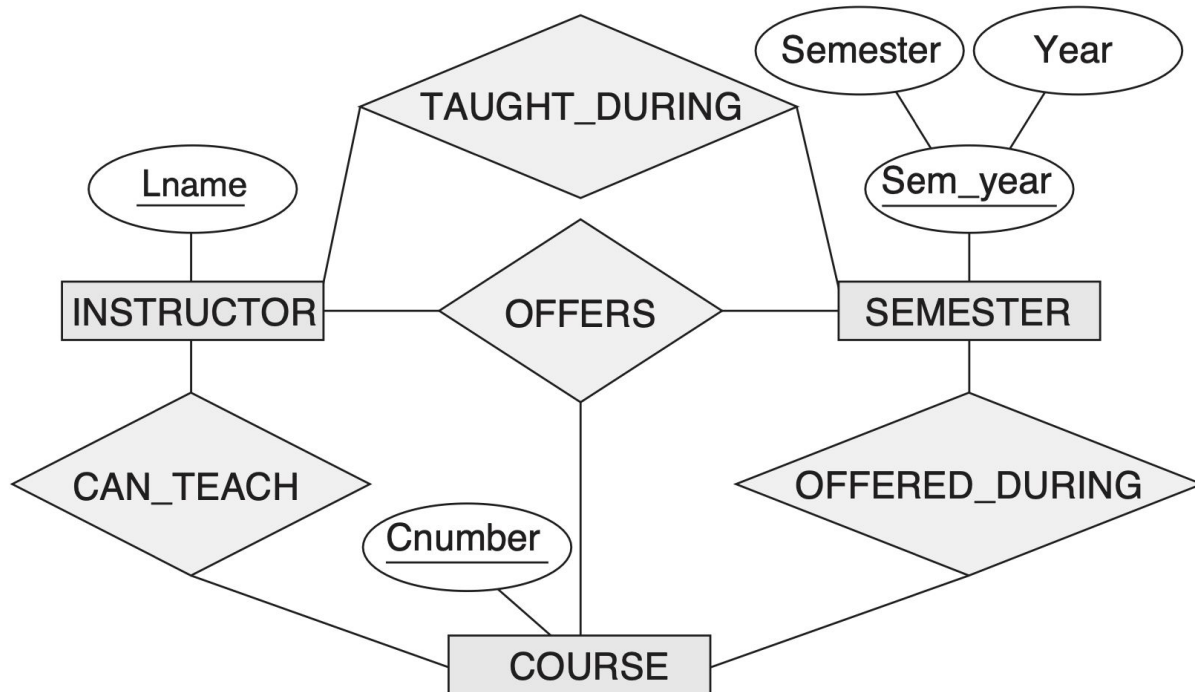 Semester
Year
TAUGHT_DURING
Lname
Sem_year
INSTRUCTOR
OFFERS
SEMESTER
CAN_TEACH
OFFERED_DURING
Cnumber
COURSE